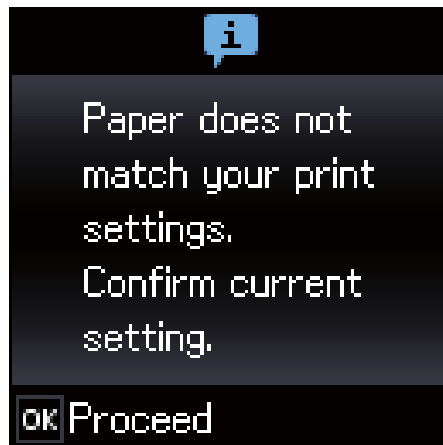 i
Paper does not
match your print
settings.
Confirm current
setting.
OK Proceed